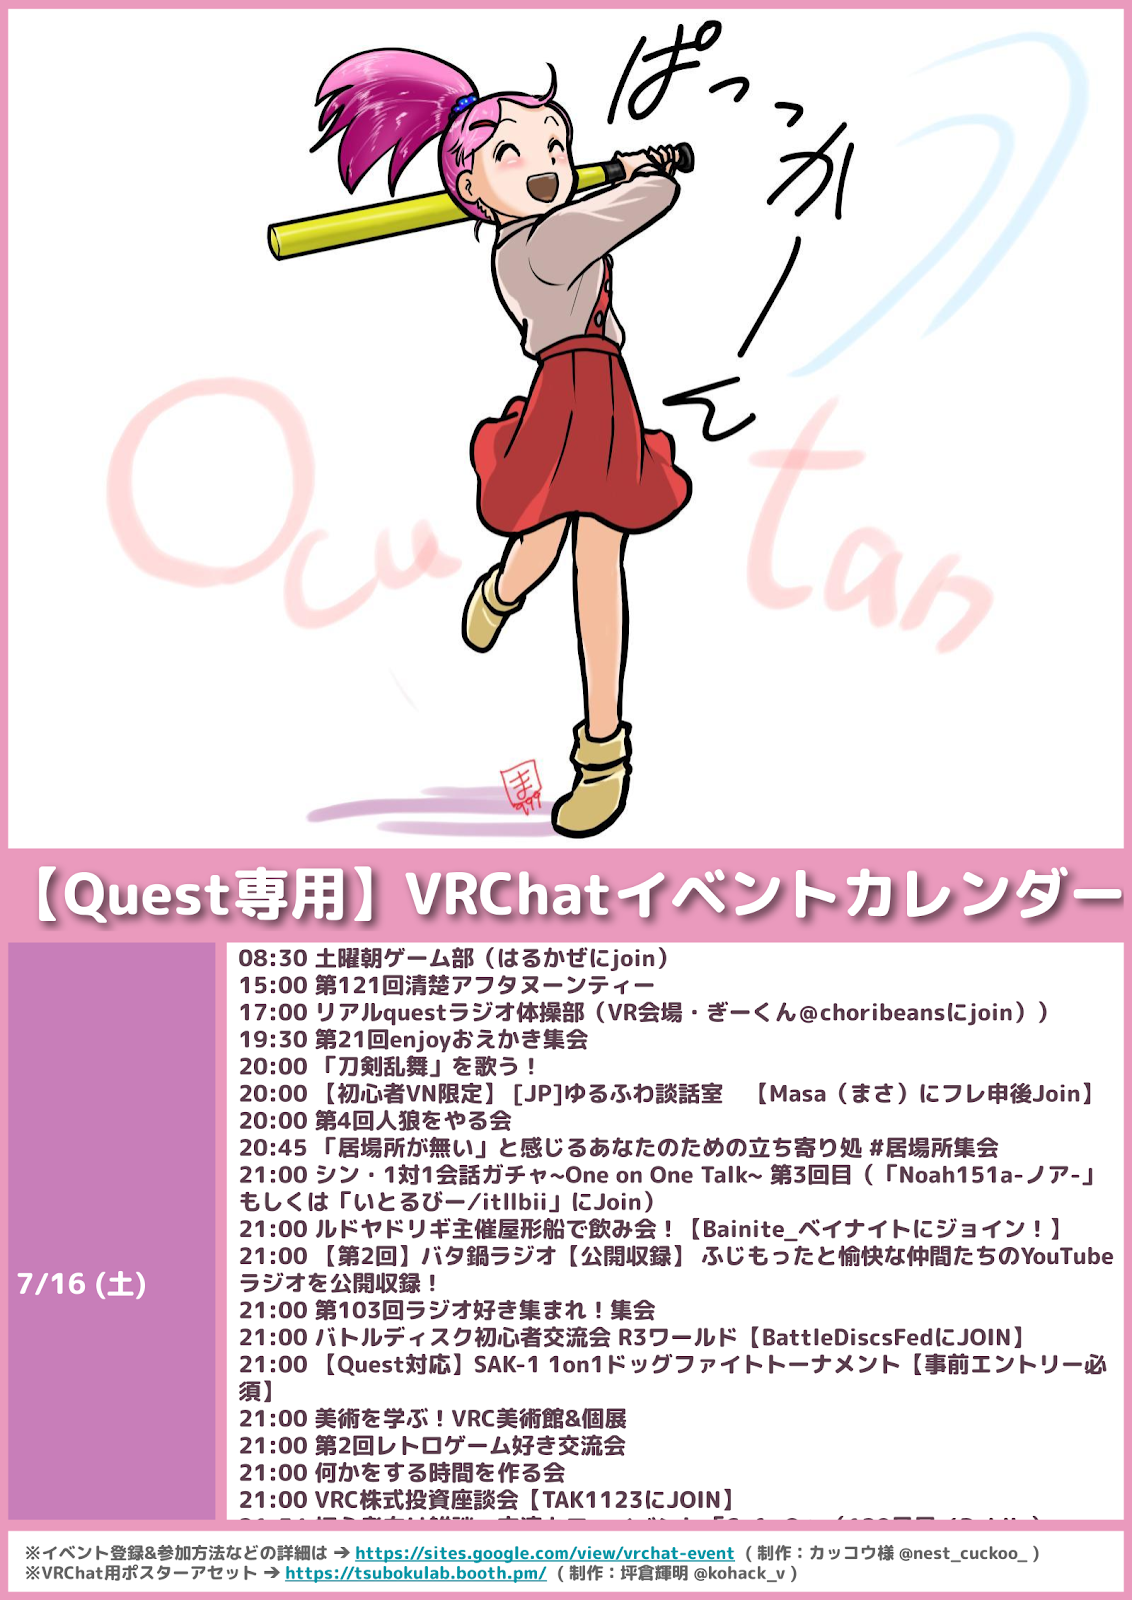 ぱっっかーん
Ocu tan
ま
999
【Quest専用】VRChatイベントカレンダー
7/16 (土)
08:30 土曜朝ゲーム部（はるかぜにjoin）
15:00 第121回清楚アフタヌーンティー
17:00 リアルquestラジオ体操部（VR会場・ぎーくん@choribeansにjoin））
19:30 第21回enjoyおえかき集会
20:00 「刀剣乱舞」を歌う！
20:00 【初心者VN限定】 [JP]ゆるふわ談話室　【Masa（まさ）にフレ申後Join】
20:00 第4回人狼をやる会
20:45 「居場所が無い」と感じるあなたのための立ち寄り処 #居場所集会
21:00 シン・1対1会話ガチャ~One on One Talk~ 第3回目（「Noah151a-ノア-」
もしくは「いとるびー/itllbii」にJoin）
21:00 ルドヤドリギ主催屋形船で飲み会！【Bainite_ベイナイトにジョイン！】
21:00 【第2回】バタ鍋ラジオ【公開収録】 ふじもったと愉快な仲間たちのYouTube
ラジオを公開収録！
21:00 第103回ラジオ好き集まれ！集会
21:00 バトルディスク初心者交流会 R3ワールド【BattleDiscsFedにJOIN】
21:00 【Quest対応】SAK-1 1on1ドッグファイトトーナメント【事前エントリー必
須】
21:00 美術を学ぶ！VRC美術館&個展
21:00 第2回レトロゲーム好き交流会
21:00 何かをする時間を作る会
21:00 VRC株式投資座談会【TAK1123にJOIN】
※イベント登録&参加方法などの詳細は ➔ https://sites.google.com/view/vrchat-event （ 制作：カッコウ様 @nest_cuckoo_ ）
※VRChat用ポスターアセット ➔ https://tsubokulab.booth.pm/ （ 制作：坪倉輝明 @kohack_v ）